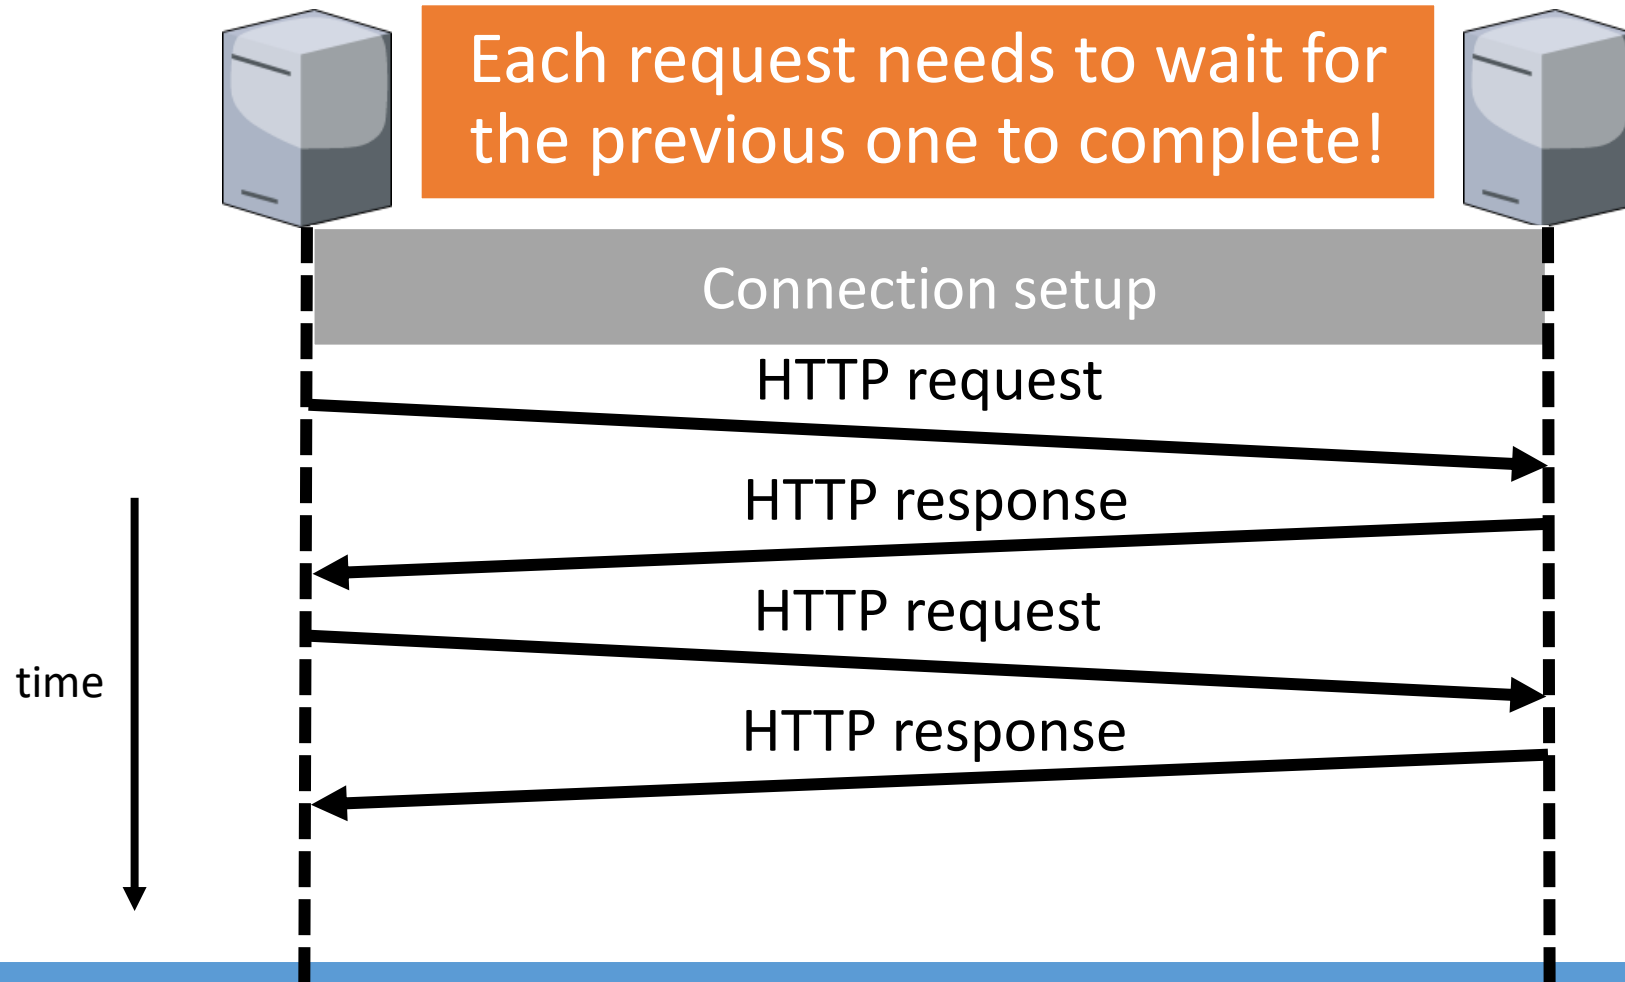 Each request needs to wait for
the previous one to complete!
Connection setup
HTTP request
HTTP response
HTTP request
time
HTTP response